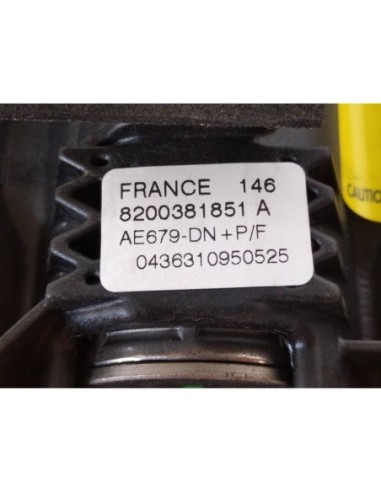 FRANCE 146
8200381851 A
AE679-DN+P/F
0436310950525
CAUTIO